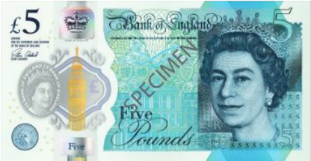 £5
Bank of England
5
SPECIMEN
£
Five
Pounds
Five